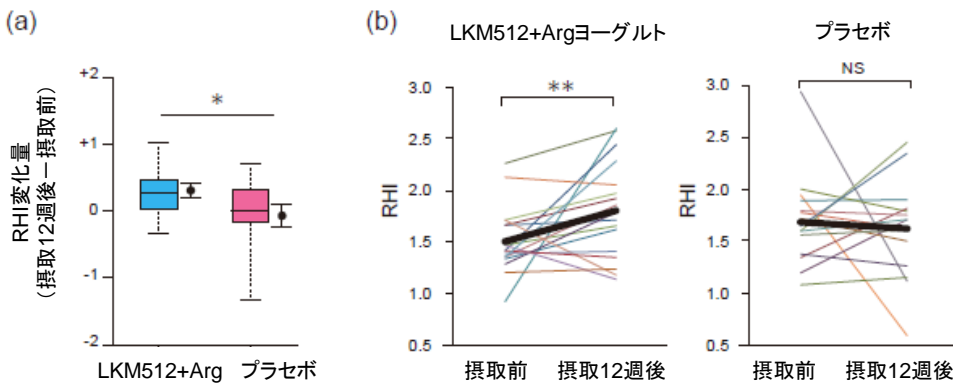 (a)
RHI変化量
(摂取12週後－摂取前)
+2
+1
0
-1
-2
*
LKM512+Arg プラセボ
(b)
LKM512+Argヨーグルト
RHI
3.0
2.5
2.0
1.5
1.0
0.5
**
摂取前 摂取12週後
プラセボ
RHI
3.0
2.5
2.0
1.5
1.0
0.5
NS
摂取前 摂取12週後